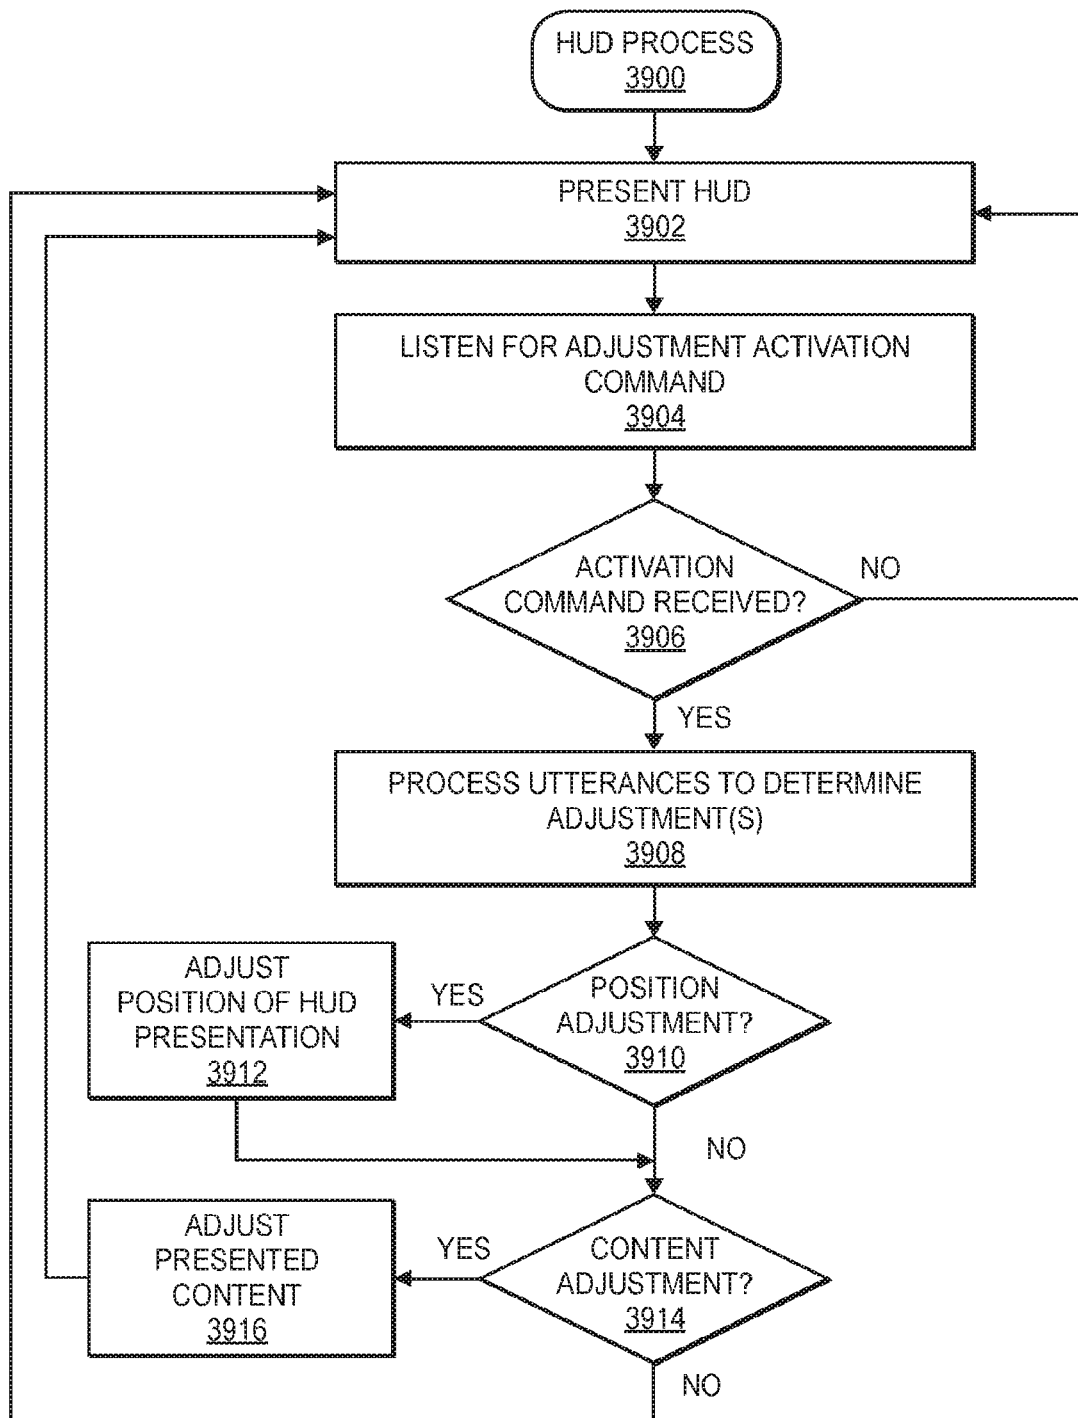 HUD PROCESS
3900
PRESENT HUD
3902
LISTEN FOR ADJUSTMENT ACTIVATION
COMMAND
3904
ACTIVATION
COMMAND RECEIVED?
3906
NO
YES
PROCESS UTTERANCES TO DETERMINE
ADJUSTMENT(S)
3908
POSITION
ADJUSTMENT?
3910
YES
ADJUST
POSITION OF HUD
PRESENTATION
3912
NO
CONTENT
ADJUSTMENT?
3914
YES
ADJUST
PRESENTED
CONTENT
3916
NO